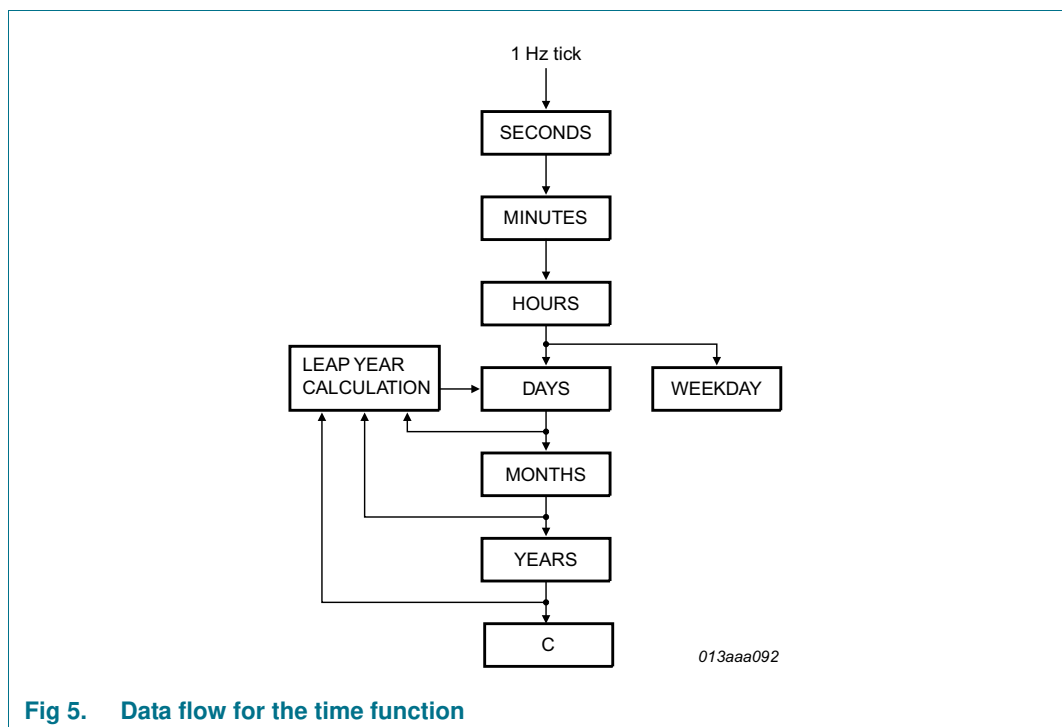 1 Hz tick
SECONDS
MINUTES
HOURS
LEAP YEAR
CALCULATION
DAYS
WEEKDAY
MONTHS
YEARS
C
013aaa092
Fig 5. Data flow for the time function